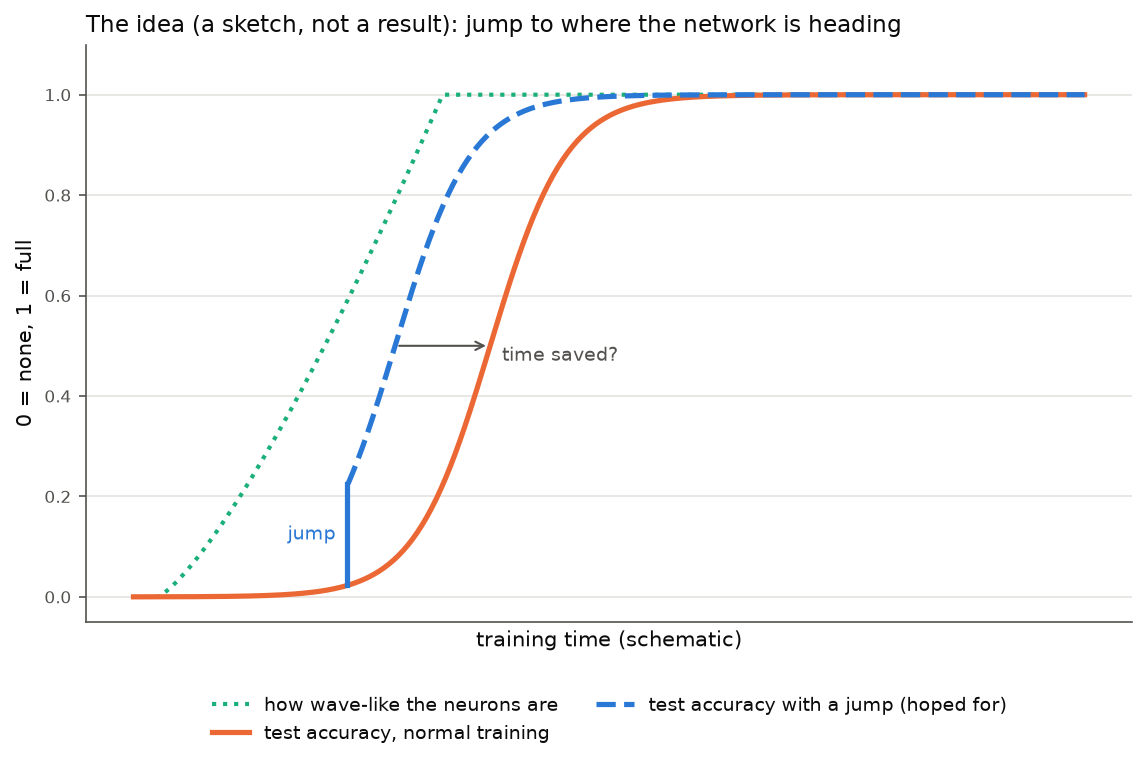 The idea (a sketch, not a result): jump to where the network is heading
0 = none, 1 = full
1.0
0.8
0.6
0.4
0.2
0.0
time saved?
jump
training time (schematic)
how wave-like the neurons are
test accuracy with a jump (hoped for)
test accuracy, normal training